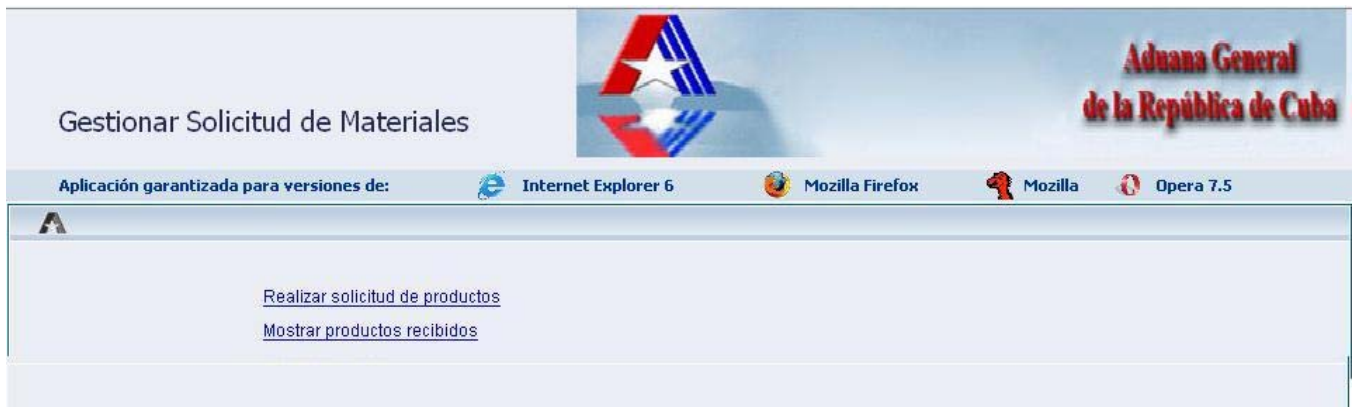 Aduana General
de la República de Cuba
Gestionar Solicitud de Materiales
Aplicación garantizada para versiones de: Internet Explorer 6 Mozilla Firefox Mozilla Opera 7.5
Realizar solicitud de productos
Mostrar productos recibidos